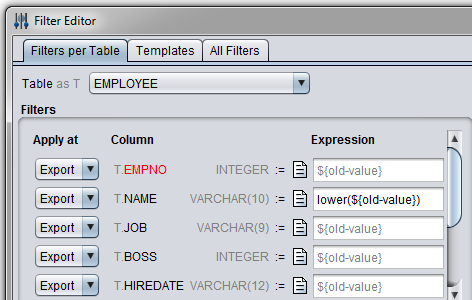 Filter Editor
Filters per Table Templates All Filters
Table as T EMPLOYEE
Filters
Apply at Column Expression
Export T.EMPNO INTEGER := ${old-value}
Export T.NAME VARCHAR(10) := lower(${old-value})
Export T.JOB VARCHAR(9) := ${old-value}
Export T.BOSS INTEGER := ${old-value}
Export T.HIREDATE VARCHAR(12) := ${old-value}